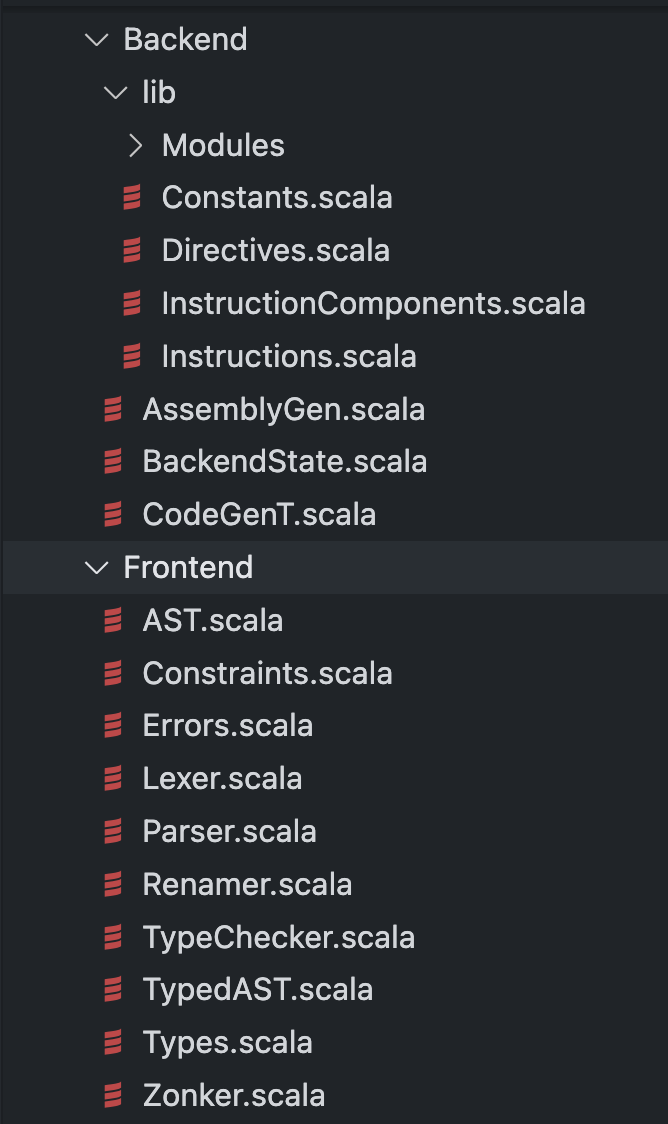 Backend
lib
Modules
Constants.scala
Directives.scala
InstructionComponents.scala
Instructions.scala
AssemblyGen.scala
BackendState.scala
CodeGenT.scala
Frontend
AST.scala
Constraints.scala
Errors.scala
Lexer.scala
Parser.scala
Renamer.scala
TypeChecker.scala
TypedAST.scala
Types.scala
Zonker.scala